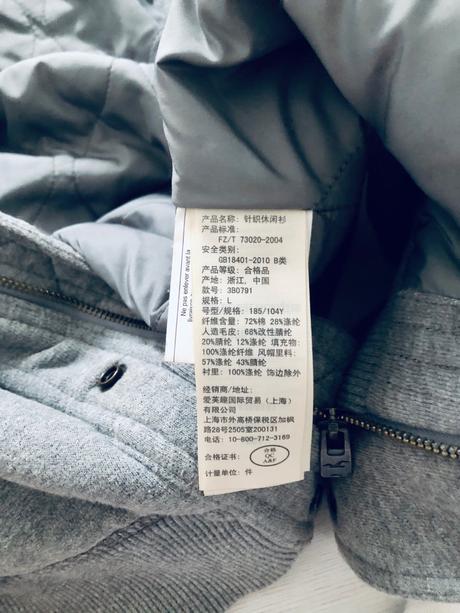 产品名称: 针织休闲衫
产品标准:
FZ/T 73020-2004
安全类别:
GB18401-2010 B类
产品等级: 合格品
产地: 浙江, 中国
款号: 3B0791
规格: L
号型/规格: 185/104Y
纤维含量: 72%棉 28%涤纶
人造毛皮: 68%改性腈纶
20%腈纶 12%涤纶 填充物:
100%涤纶纤维 风帽里料:
57%涤纶 43%腈纶
衬里: 100%涤纶 饰边除外
经销商/地址:
爱芙趣国际贸易 (上海)
有限公司
上海市外高桥保税区加枫
路28号2505室200131
电话: 10-800-712-3169
合格证书:
合格
QC
A&F
计量单位: 件
Ne pas enlever avant la